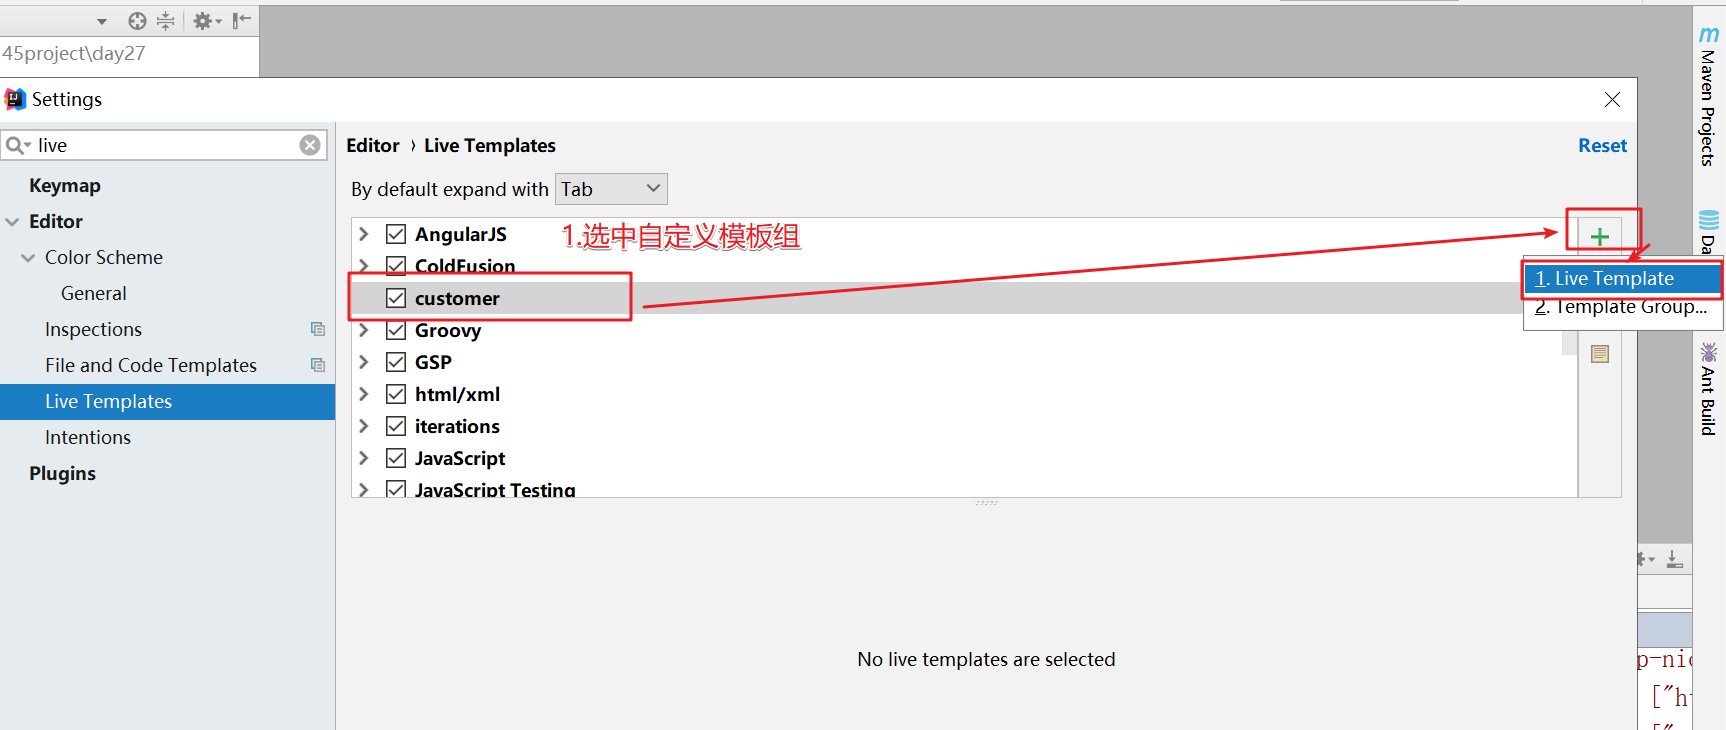 45project\day27
Settings
live
Keymap
Editor
Color Scheme
General
Inspections
File and Code Templates
Live Templates
Intentions
Plugins
Editor › Live Templates
Reset
By default expand with Tab
AngularJS
1.选中自定义模板组
ColdFusion
customer
Groovy
GSP
html/xml
iterations
JavaScript
JavaScript Testing
1. Live Template
2. Template Group...
No live templates are selected
m Maven Projects
Da
Ant Build
p-nic
["ht
["